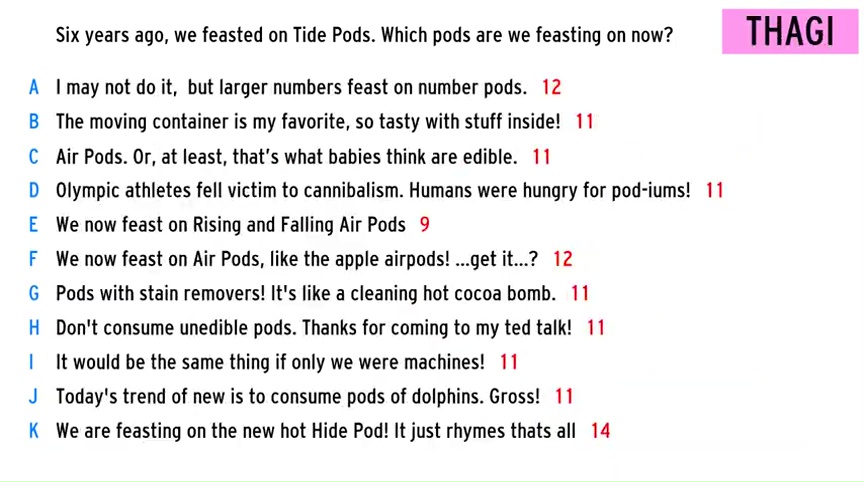 Six years ago, we feasted on Tide Pods. Which pods are we feasting on now?
THAGI
A I may not do it, but larger numbers feast on number pods. 12
B The moving container is my favorite, so tasty with stuff inside! 11
C Air Pods. Or, at least, that's what babies think are edible. 11
D Olympic athletes fell victim to cannibalism. Humans were hungry for pod-iums! 11
E We now feast on Rising and Falling Air Pods 9
F We now feast on Air Pods, like the apple airpods! ...get it...? 12
G Pods with stain removers! It's like a cleaning hot cocoa bomb. 11
H Don't consume unedible pods. Thanks for coming to my ted talk! 11
I It would be the same thing if only we were machines! 11
J Today's trend of new is to consume pods of dolphins. Gross! 11
K We are feasting on the new hot Hide Pod! It just rhymes thats all 14